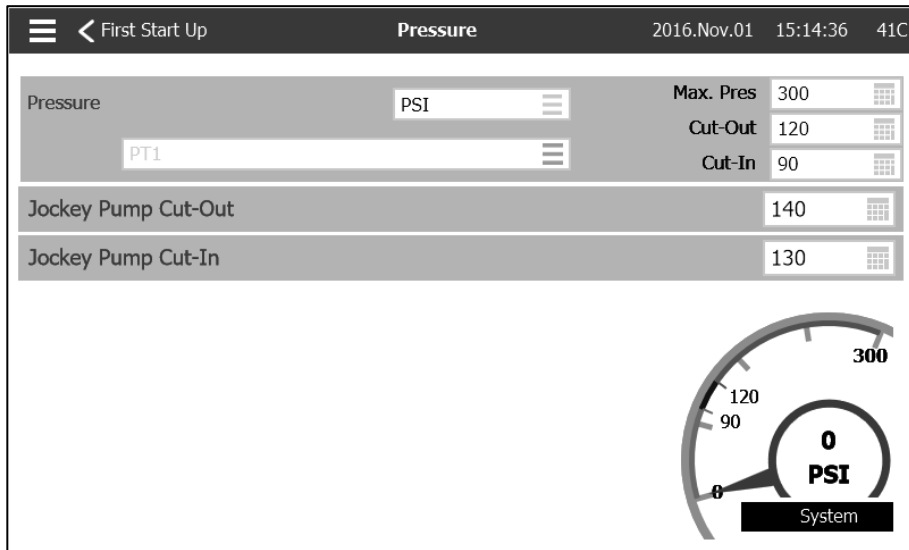 First Start Up Pressure 2016.Nov.01 15:14:36 41C
Pressure PSI Max. Pres 300
Cut-Out 120
PT1 Cut-In 90
Jockey Pump Cut-Out 140
Jockey Pump Cut-In 130
300
120
90
0
PSI
0
System